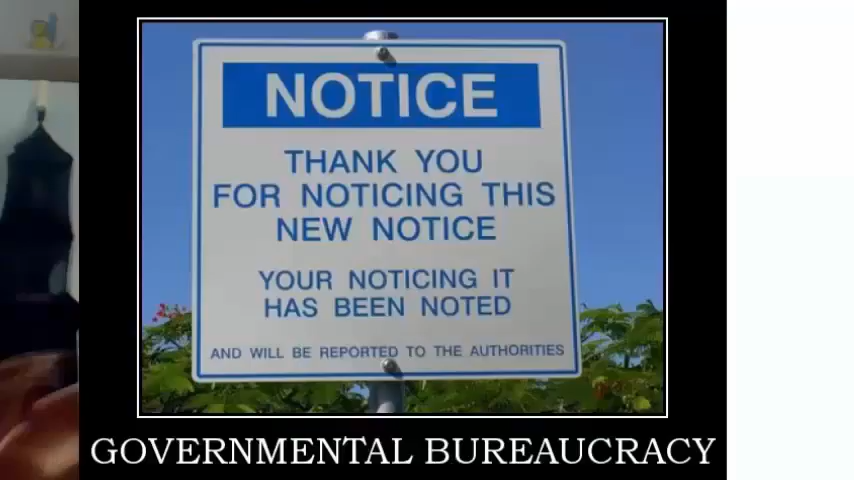 NOTICE
THANK YOU
FOR NOTICING THIS
NEW NOTICE
YOUR NOTICING IT
HAS BEEN NOTED
AND WILL BE REPORTED TO THE AUTHORITIES
GOVERNMENTAL BUREAUCRACY